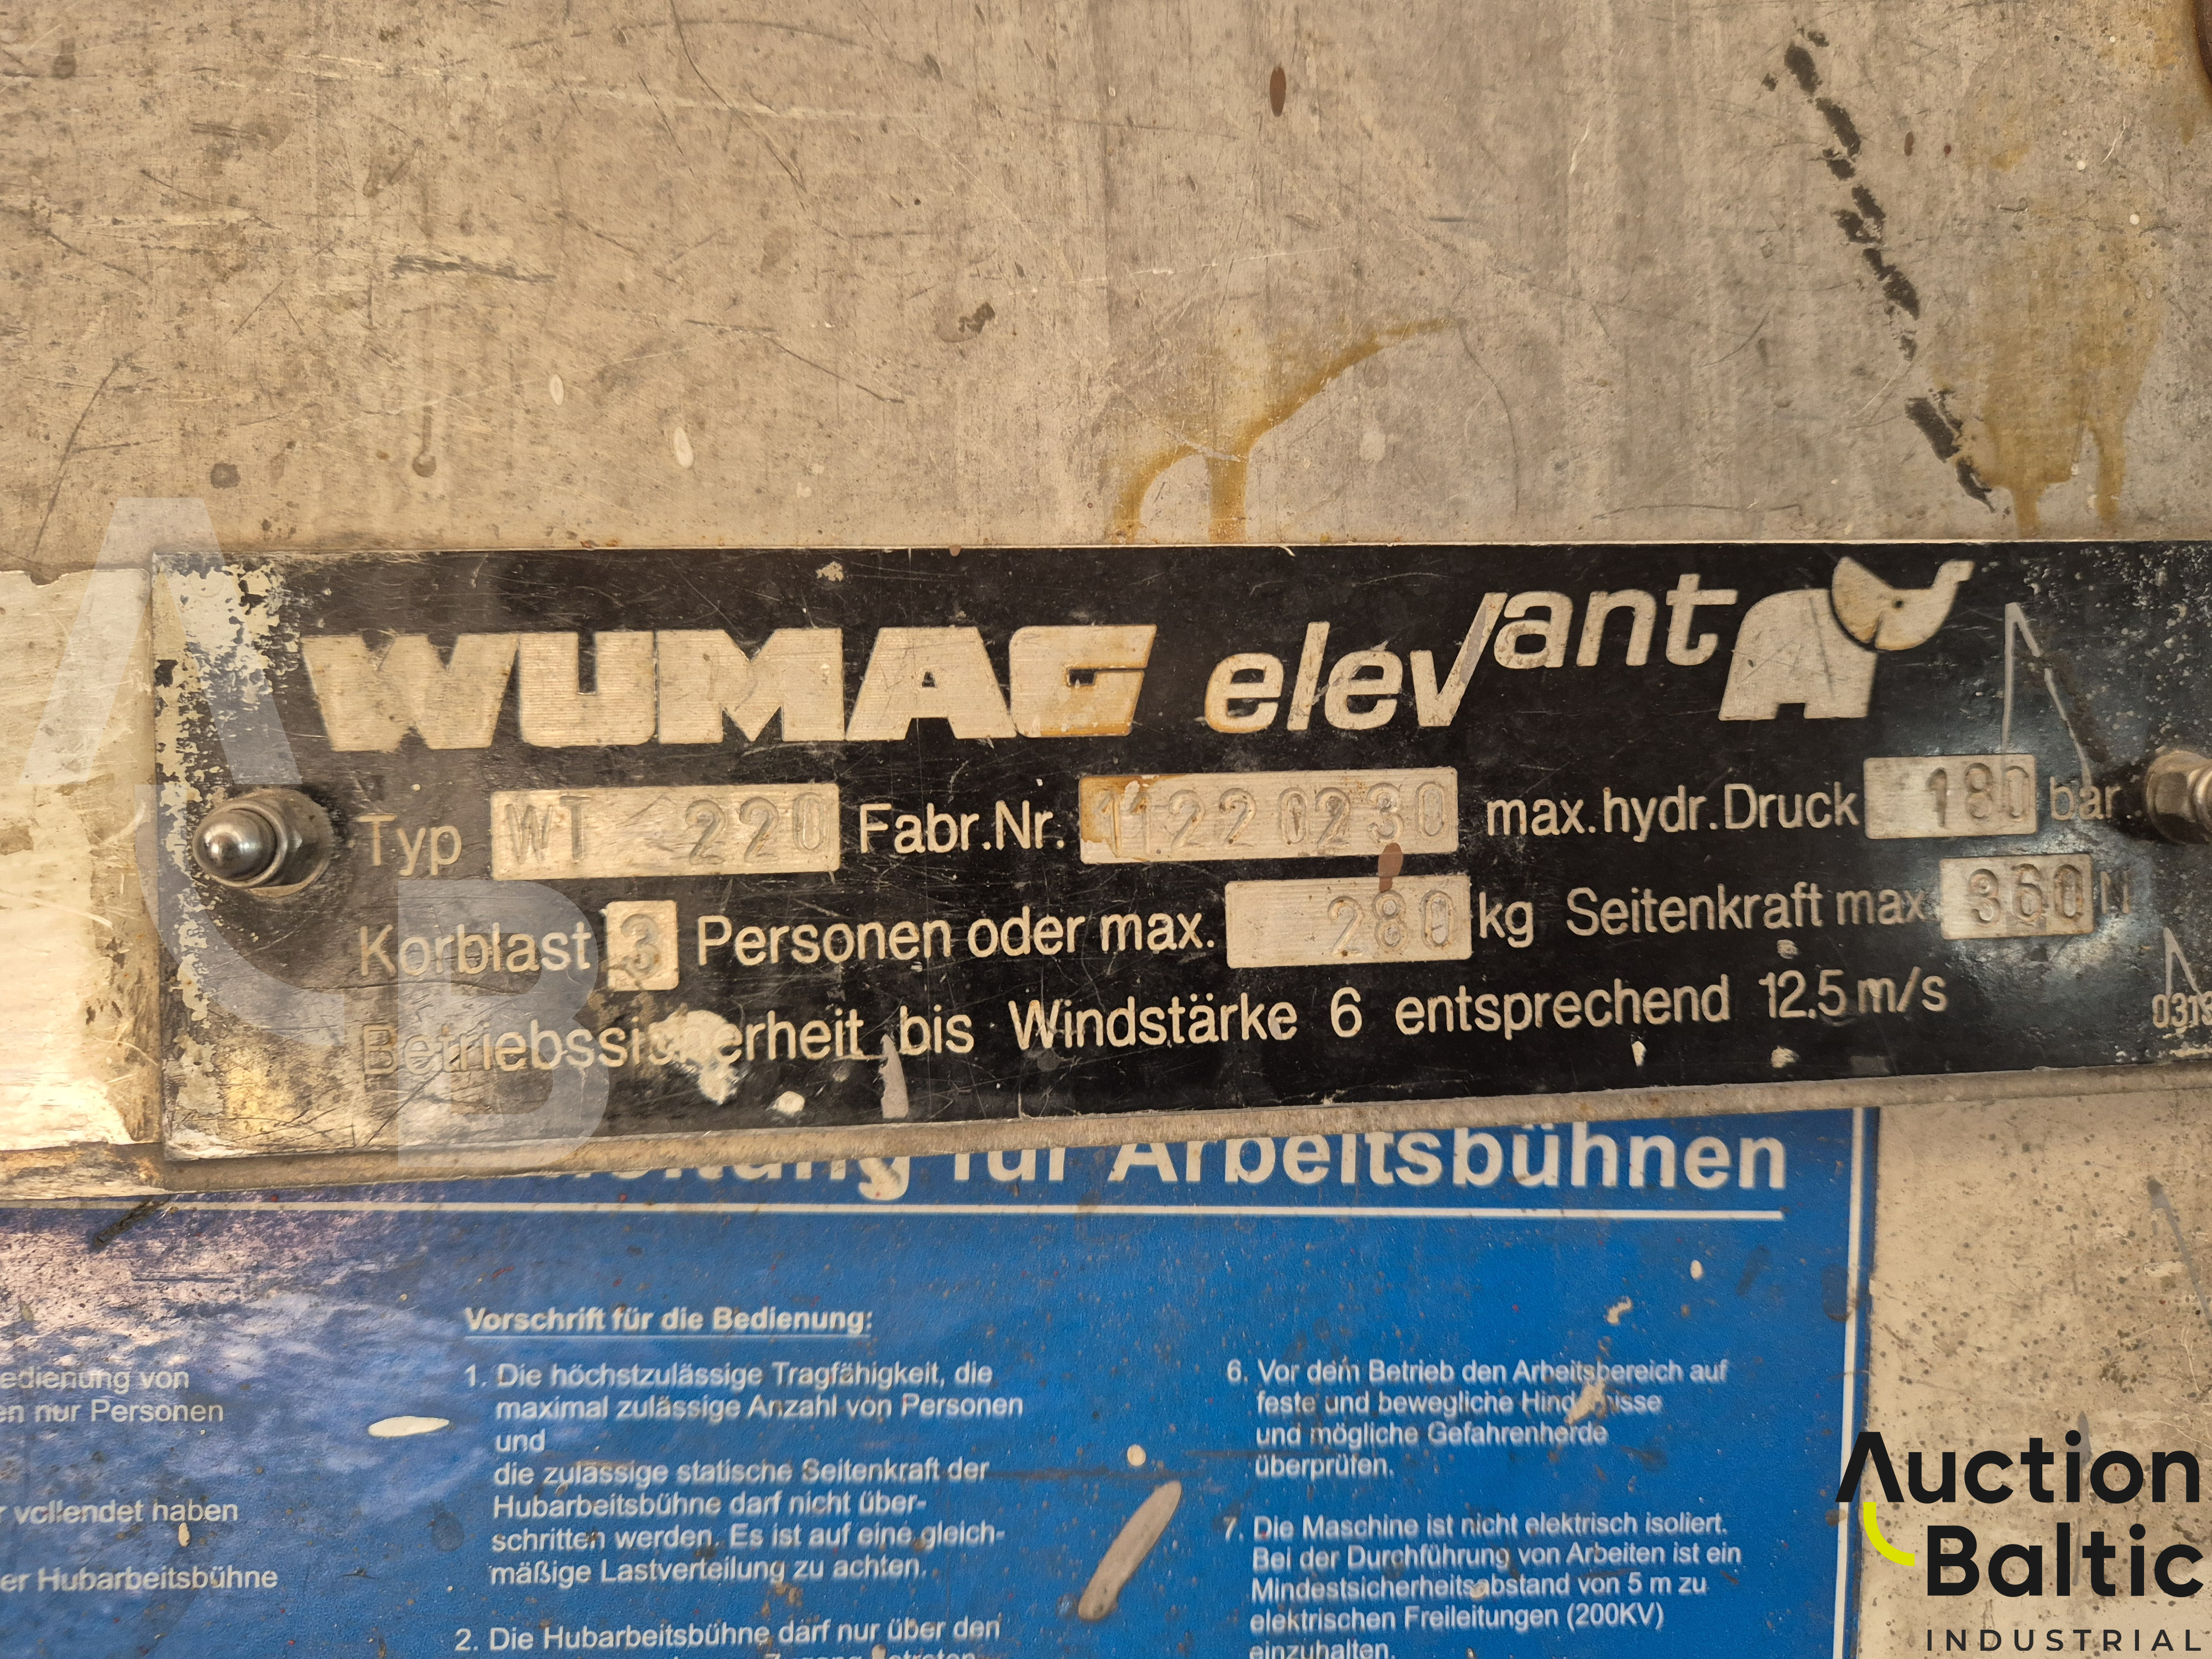 WUMAG elevant
Typ WT 220 Fabr.Nr. 11220230 max.hydr.Druck 180 bar
Korblast 3 Personen oder max. 280 kg Seitenkraft max 360 N
Betriebssicherheit bis Windstärke 6 entsprechend 12.5 m/s
für Arbeitsbühnen
edienung von
en nur Personen
vollendet haben
er Hubarbeitsbühne
Vorschrift für die Bedienung:
1. Die höchstzulässige Tragfähigkeit, die
maximal zulässige Anzahl von Personen
und
die zulässige statische Seitenkraft der
Hubarbeitsbühne darf nicht über-
schritten werden. Es ist auf eine gleich-
mäßige Lastverteilung zu achten.
2. Die Hubarbeitsbühne darf nur über den
6. Vor dem Betrieb den Arbeitsbereich auf
feste und bewegliche Hindernisse
und mögliche Gefahrenherde
überprüfen.
7. Die Maschine ist nicht elektrisch isoliert.
Bei der Durchführung von Arbeiten ist ein
Mindestsicherheitsabstand von 5 m zu
elektrischen Freileitungen (200KV)
einzuhalten.
Auction
Baltic
INDUSTRIAL